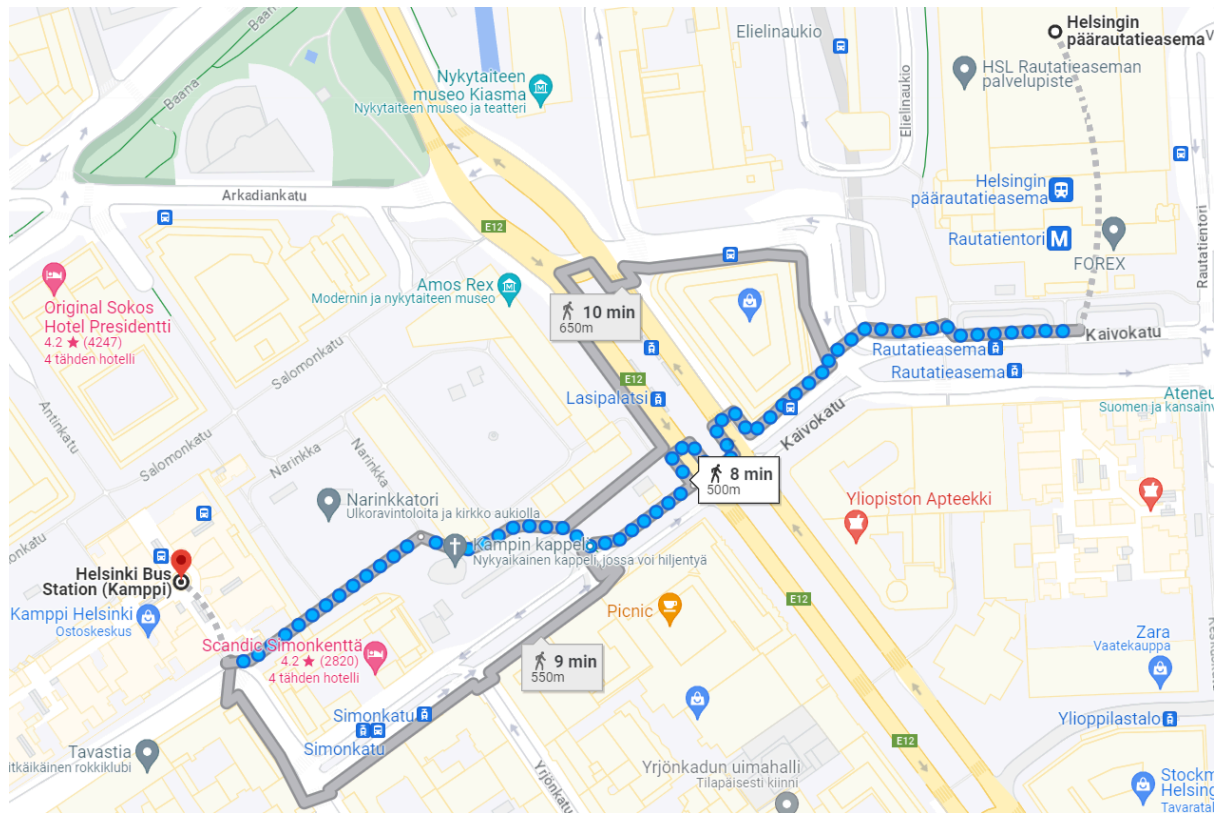 Helsingin
päärautatieasema
Elielinaukio
Baana
Baana
HSL Rautatieaseman
palvelupiste
Nykytaiteen
museo Kiasma
Nykytaiteen museo ja teatteri
Elielinaukio
Arkadiankatu
Helsingin
päärautatieasema
Rautatientori
M
FOREX
Rautatientori
E12
Original Sokos
Hotel Presidentti
4.2 ★ (4247)
4 tähden hotelli
Amos Rex
Modernin ja nykytaiteen museo
10 min
650m
Kaivokatu
Rautatieasema
Rautatieasema
Salomonkatu
E12
Lasipalatsi
Kaivokatu
Suomen ja kansainv
Antinkatu
Salomonkatu
Narinkka
Narinkka
8 min
500m
Yliopiston Apteekki
Narinkkatori
Ulkoravintoloita ja kirkko aukiolla
Kampin kappeli
Nykyaikainen kappeli, jossa voi hiljentyä
Helsinki Bus
Station (Kamppi)
Kamppi Helsinki
Ostoskeskus
Picnic
E12
Scandic Simonkenttä
4.2 ★ (2820)
4 tähden hotelli
9 min
550m
Zara
Vaatekauppa
Simonkatu
Simonkatu
Ylioppilastalo
Tavastia
E12
Yrjönkatu
Yrjönkadun uimahalli
Tilapäisesti kiinni